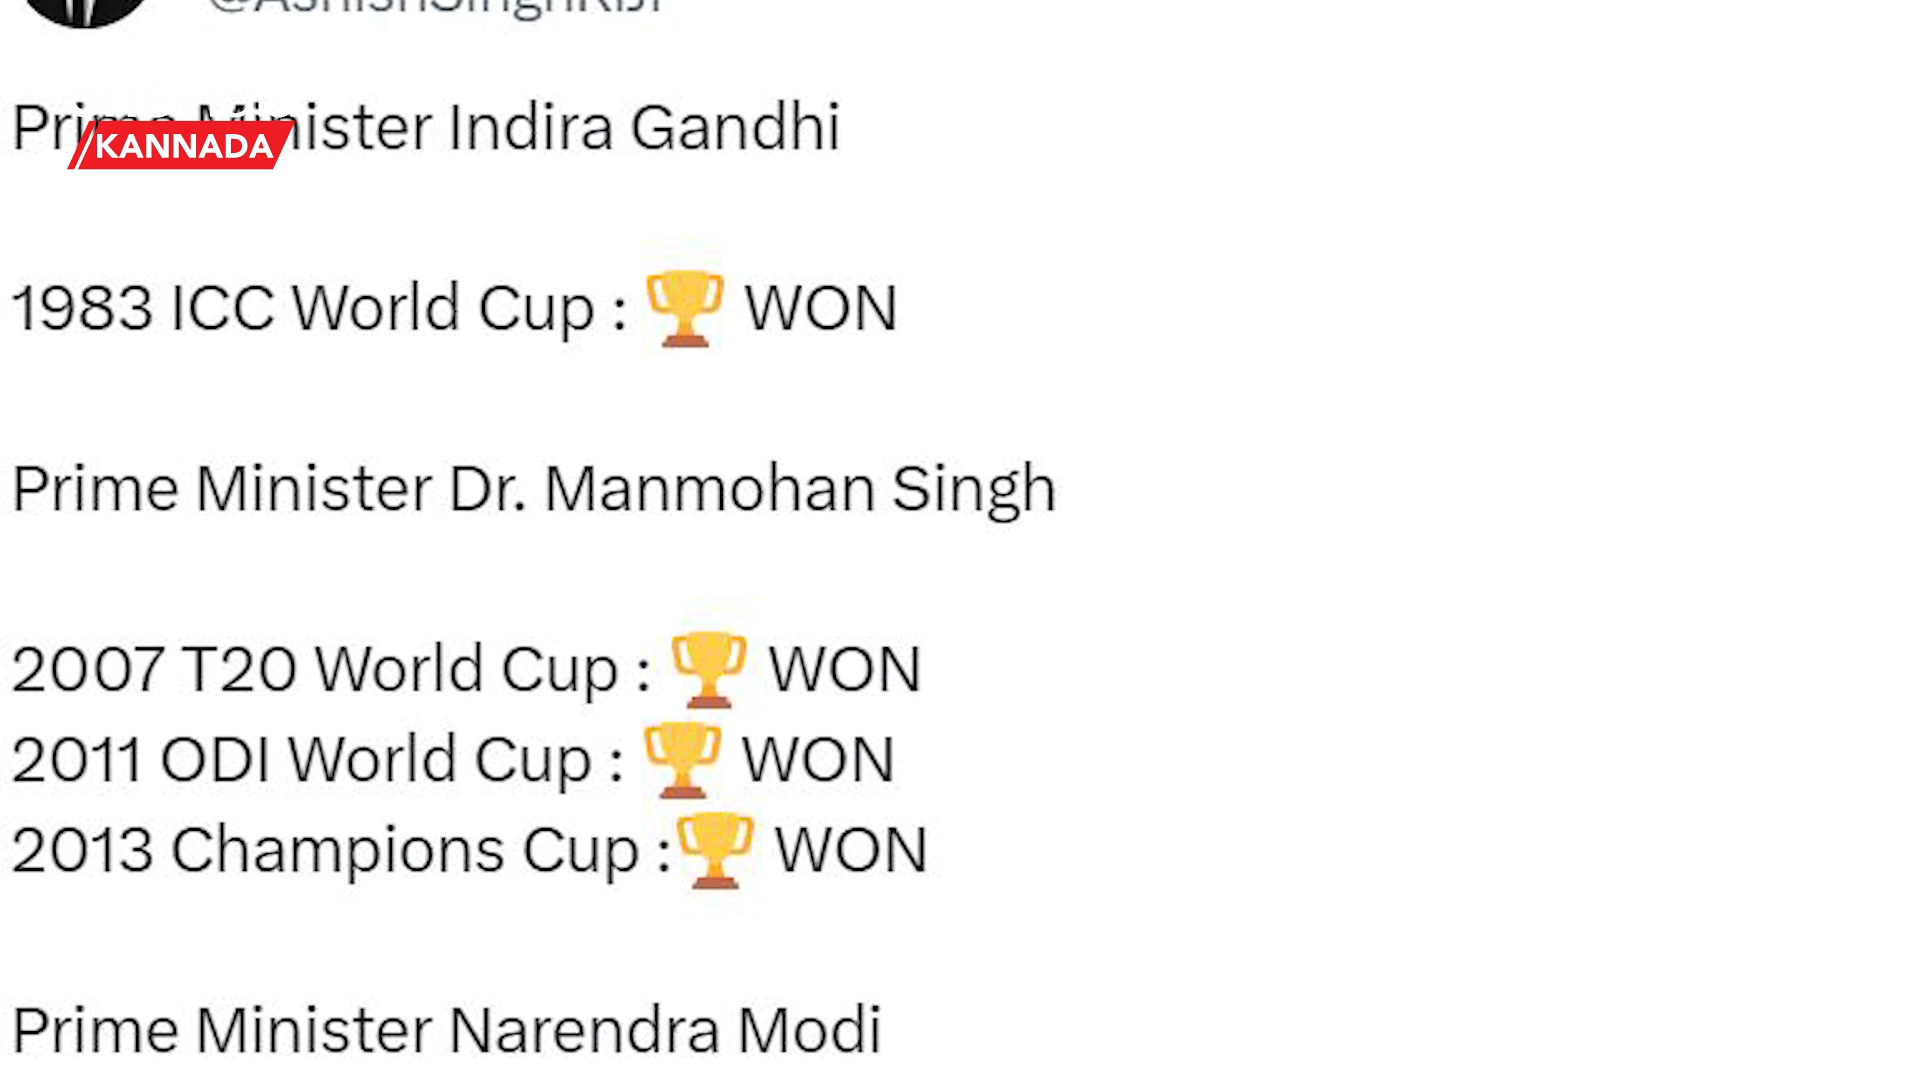 Prime Minister Indira Gandhi
KANNADA
1983 ICC World Cup : 🏆 WON
Prime Minister Dr. Manmohan Singh
2007 T20 World Cup : 🏆 WON
2011 ODI World Cup : 🏆 WON
2013 Champions Cup :🏆 WON
Prime Minister Narendra Modi